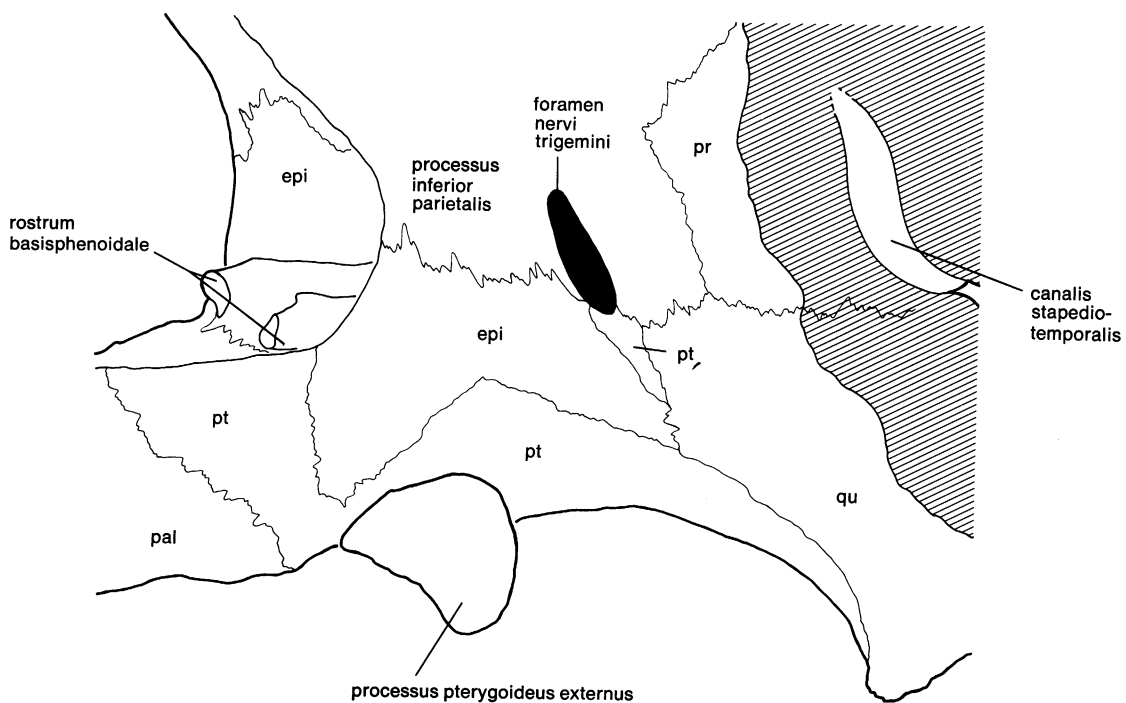 foramen
nervi
trigemini
pr
epi
processus
inferior
parietalis
rostrum
basisphenoidale
canalis
stapedio-
temporalis
epi
pt
pt
pt
qu
pal
processus pterygoideus externus